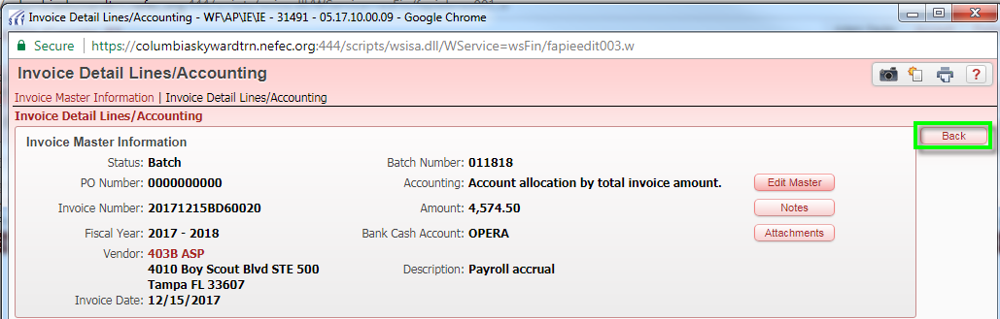 Invoice Detail Lines/Accounting - WF\AP\IE\IE - 31491 - 05.17.10.00.09 - Google Chrome
Secure https://columbiaskywardtrn.nefec.org:444/scripts/wsisa.dll/WService=wsFin/fapieedit003.w
Invoice Detail Lines/Accounting
?
Invoice Master Information | Invoice Detail Lines/Accounting
Invoice Detail Lines/Accounting
Back
Invoice Master Information
Status: Batch Batch Number: 011818
PO Number: 0000000000 Accounting: Account allocation by total invoice amount. Edit Master
Invoice Number: 20171215BD60020 Amount: 4,574.50 Notes
Fiscal Year: 2017 - 2018 Bank Cash Account: OPERA Attachments
Vendor: 403B ASP
4010 Boy Scout Blvd STE 500 Description: Payroll accrual
Tampa FL 33607
Invoice Date: 12/15/2017